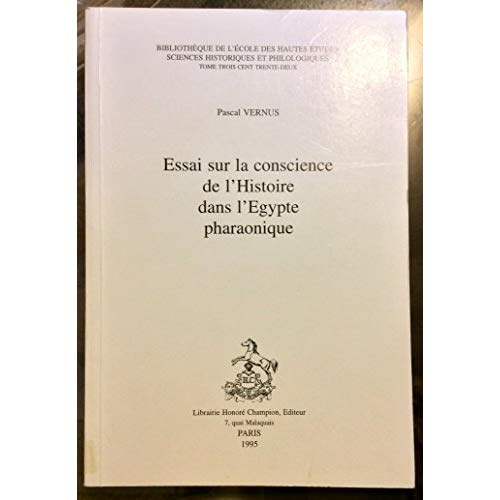 BIBLIOTHÈQUE DE L'ÉCOLE DES HAUTES ÉTUDES
SCIENCES HISTORIQUES ET PHILOLOGIQUES
TOME TROIS CENT TRENTE-DEUX
Pascal VERNUS
Essai sur la conscience
de l'Histoire
dans l'Egypte
pharaonique
H C
Librairie Honoré Champion, Editeur
7, quai Malaquais
PARIS
1995